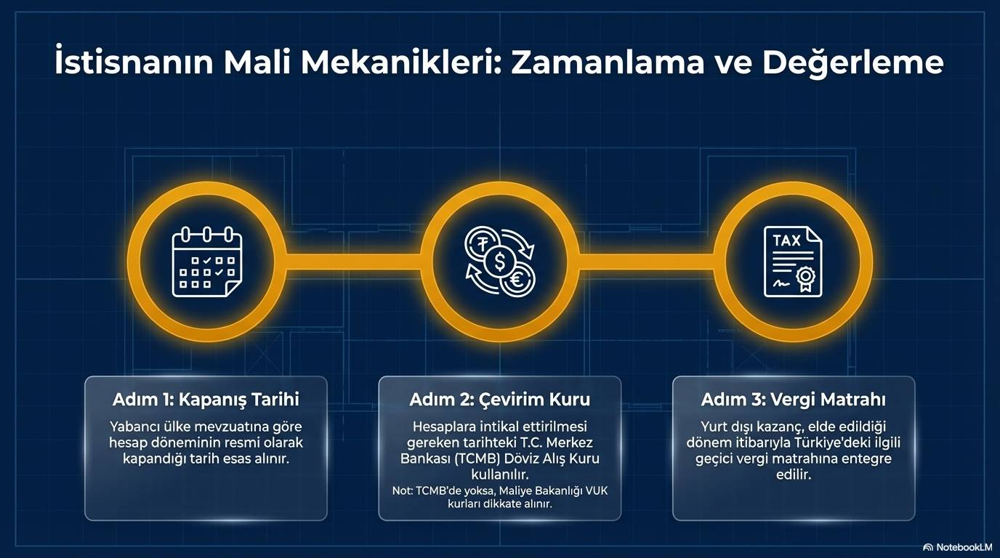 İstisnanın Mali Mekanikleri: Zamanlama ve Değerleme
TAX
Adım 1: Kapanış Tarihi
Yabancı ülke mevzuatına göre
hesap döneminin resmi olarak
kapandığı tarih esas alınır.
Adım 2: Çevirim Kuru
Hesaplara intikal ettirilmesi
gereken tarihteki T.C. Merkez
Bankası (TCMB) Döviz Alış Kuru
kullanılır.
Not: TCMB'de yoksa, Maliye Bakanlığı VUK
kurları dikkate alınır.
Adım 3: Vergi Matrahı
Yurt dışı kazanç, elde edildiği
dönem itibarıyla Türkiye'deki ilgili
geçici vergi matrahına entegre
edilir.
NotebookLM